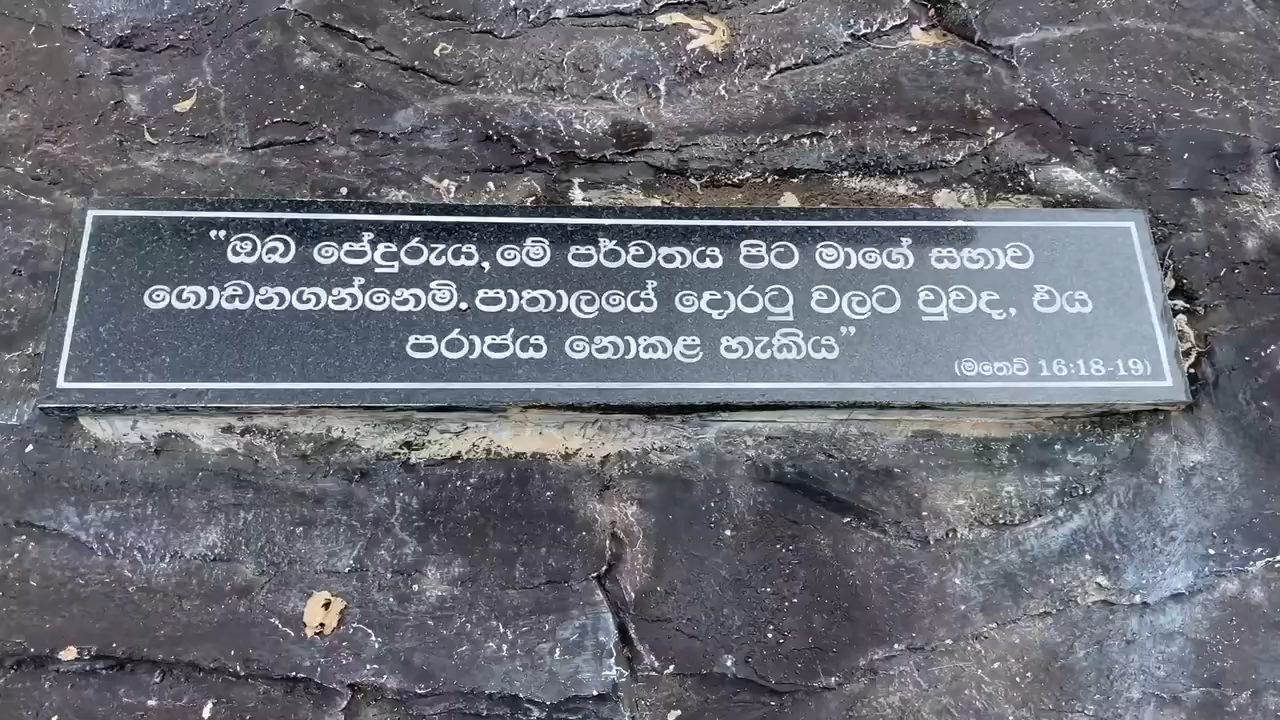 “ඔබ පේදුරුය,මේ පර්වතය පිට මාගේ සභාව
ගොඩනගන්නෙමි.පාතාලයේ දොරටු වලට වුවද, එය
පරාජය නොකළ හැකිය”
(මතෙව් 16:18-19)